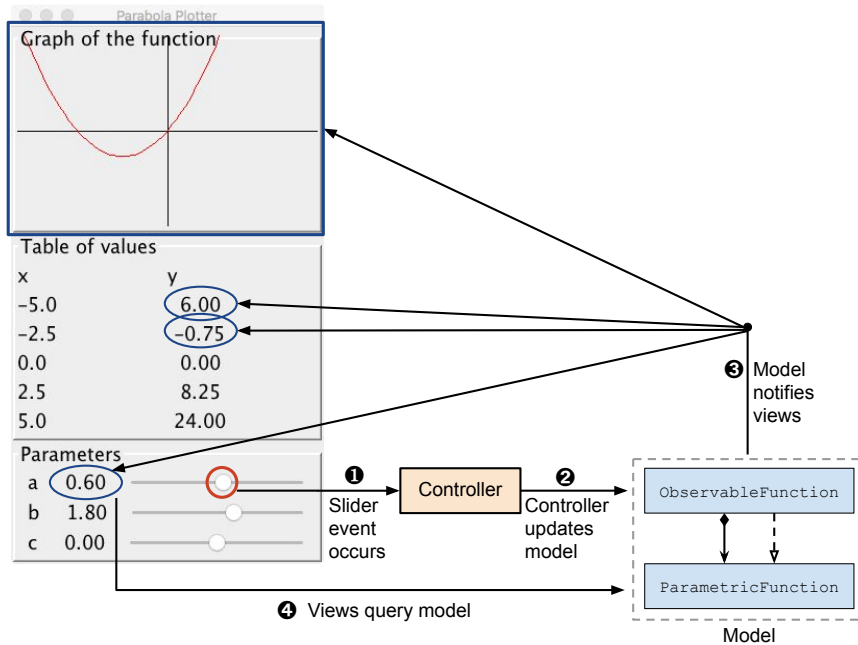 Parabola Plotter
Graph of the function
Table of values
x y
−5.0 6.00
−2.5 −0.75
0.0 0.00
2.5 8.25
5.0 24.00
Parameters
a 0.60
b 1.80
c 0.00
❶
Slider
event
occurs
Controller
❷
Controller
updates
model
❸ Model
notifies
views
ObservableFunction
ParametricFunction
Model
❹ Views query model